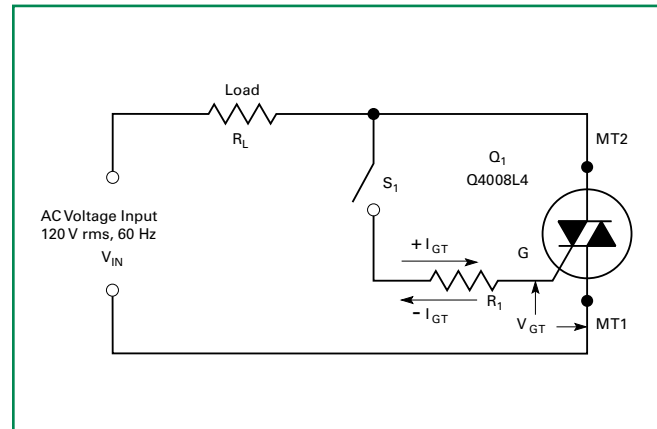 Load
R_L
MT2
Q_1
Q4008L4
S_1
AC Voltage Input
120 V rms, 60 Hz
V_IN
+ I_GT
G
– I_GT
R_1
V_GT
MT1